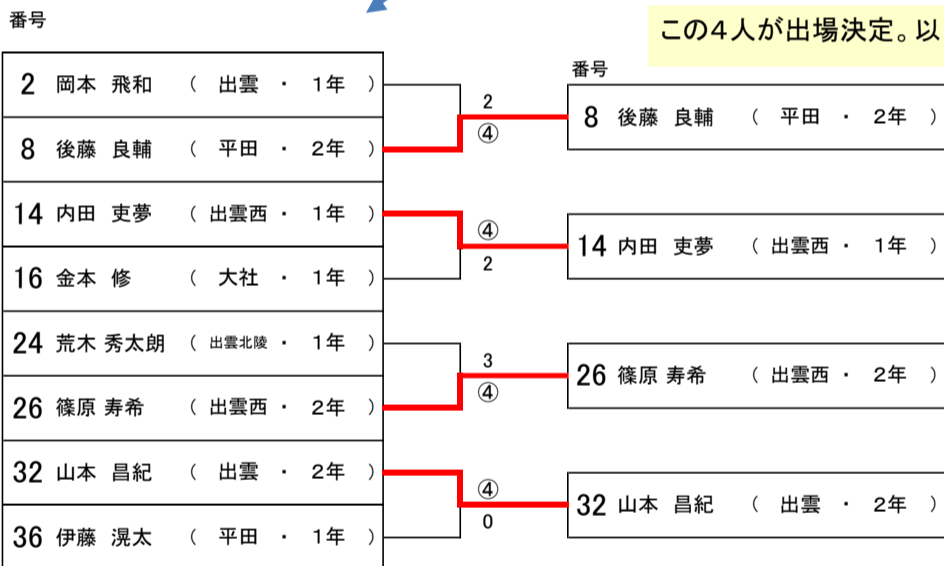 番号
この4人が出場決定。以
番号
2 岡本 飛和 ( 出雲 ・ 1年 )
2
④
8 後藤 良輔 ( 平田 ・ 2年 )
8 後藤 良輔 ( 平田 ・ 2年 )
14 内田 吏夢 ( 出雲西 ・ 1年 )
④
2
14 内田 吏夢 ( 出雲西 ・ 1年 )
16 金本 修 ( 大社 ・ 1年 )
24 荒木 秀太朗 ( 出雲北陵 ・ 1年 )
3
④
26 篠原 寿希 ( 出雲西 ・ 2年 )
26 篠原 寿希 ( 出雲西 ・ 2年 )
32 山本 昌紀 ( 出雲 ・ 2年 )
④
0
32 山本 昌紀 ( 出雲 ・ 2年 )
36 伊藤 滉太 ( 平田 ・ 1年 )